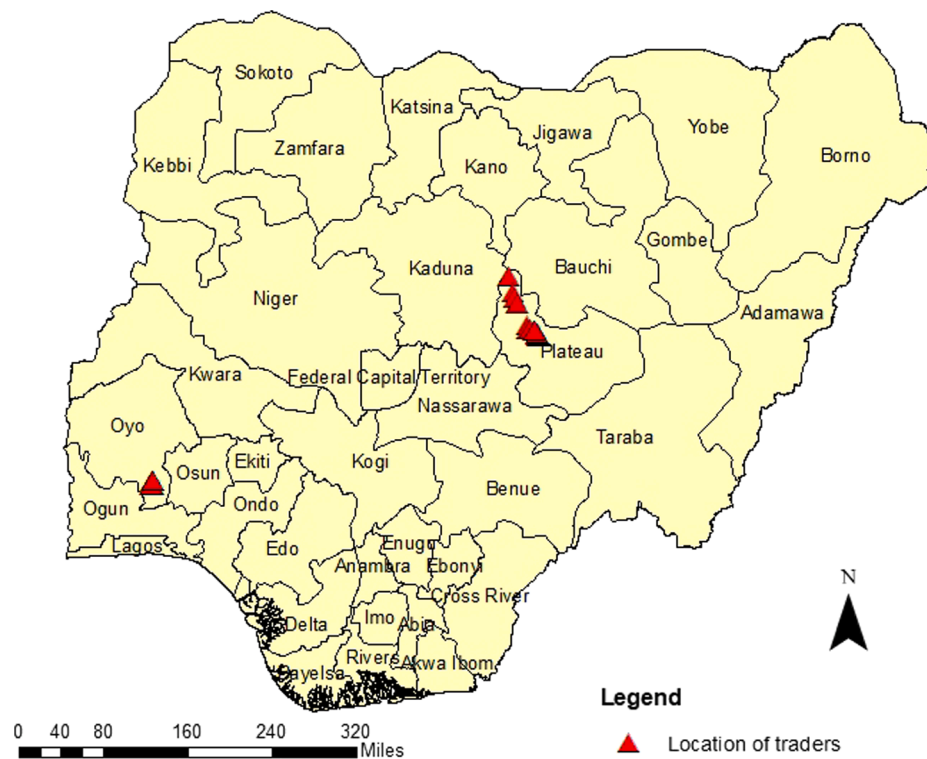 Sokoto
Katsina
Jigawa
Yobe
Zamfara
Kebbi
Kano
Borno
Gombe
Kaduna
Bauchi
Niger
Adamawa
Plateau
Kwara
Federal Capital Territory
Nassarawa
Oyo
Taraba
Osun
Ekiti
Kogi
Benue
Ogun
Ondo
Lagos
Edo
Enugu
Anambra
Ebonyi
Cross River
Delta
Imo
Abia
Rivers
Akwa Ibom
Bayelsa
N
Legend
Location of traders
0 40 80 160 240 320
Miles